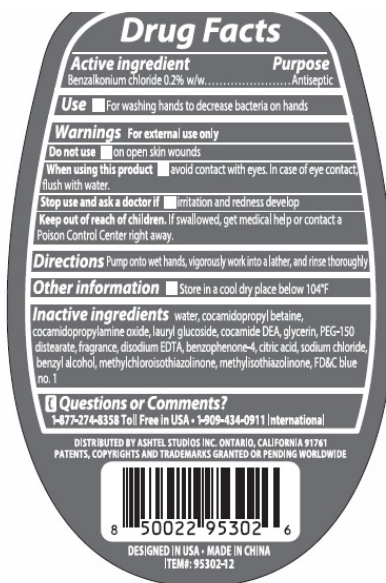 Drug Facts
Active ingredient Purpose
Benzalkonium chloride 0.2% w/w.......................Antiseptic
Use For washing hands to decrease bacteria on hands
Warnings For external use only
Do not use on open skin wounds
When using this product avoid contact with eyes. In case of eye contact,
flush with water.
Stop use and ask a doctor if irritation and redness develop
Keep out of reach of children. If swallowed, get medical help or contact a
Poison Control Center right away.
Directions Pump onto wet hands, vigorously work into a lather, and rinse thoroughly
Other information Store in a cool dry place below 104°F
Inactive ingredients water, cocamidopropyl betaine,
cocamidopropylamine oxide, lauryl glucoside, cocamide DEA, glycerin, PEG-150
distearate, fragrance, disodium EDTA, benzophenone-4, citric acid, sodium chloride,
benzyl alcohol, methylchloroisothiazolinone, methylisothiazolinone, FD&C blue
no. 1
Questions or Comments?
1-877-274-8358 Toll Free in USA • 1-909-434-0911 International
DISTRIBUTED BY ASHTEL STUDIOS INC. ONTARIO, CALIFORNIA 91761
PATENTS, COPYRIGHTS AND TRADEMARKS GRANTED OR PENDING WORLDWIDE
8 50022 95302 6
DESIGNED IN USA • MADE IN CHINA
ITEM#: 95302-12